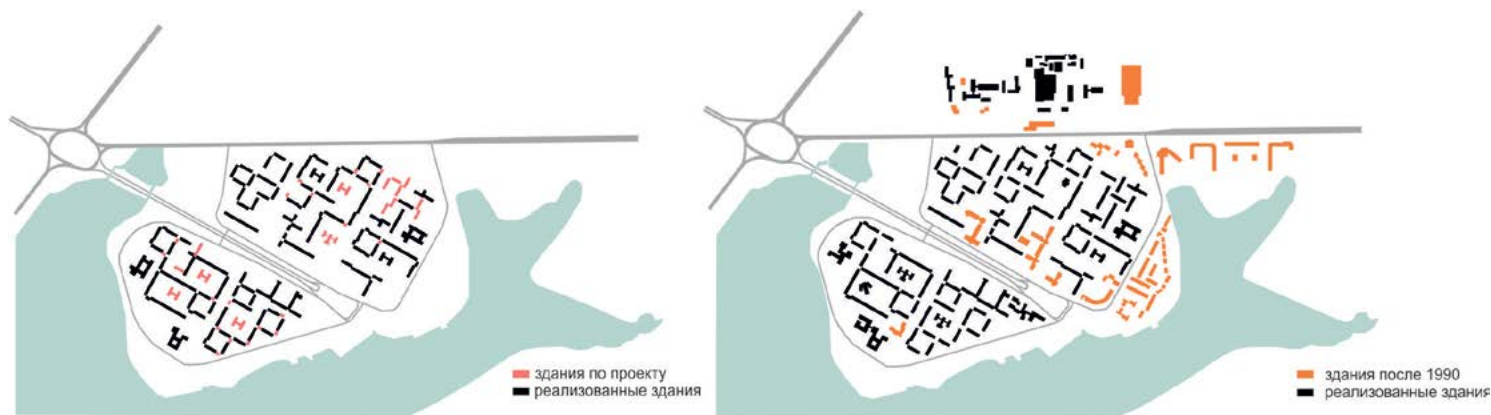 здания по проекту
реализованные здания
здания после 1990
реализованные здания